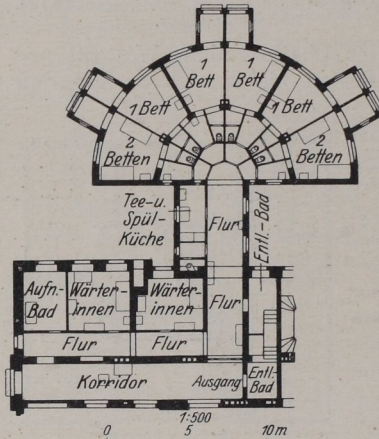 1
Bett
1
Bett
1 Bett
1 Bett
2
Betten
2
Betten
Tee-u.
Spül-
Küche
Flur
Entl.-Bad
Aufn.-
Bad
Wärter-
innen
Wärter-
innen
Flur
Flur
Flur
Korridor
Ausgang
Entl.-
Bad
1:500
0 5 10 m